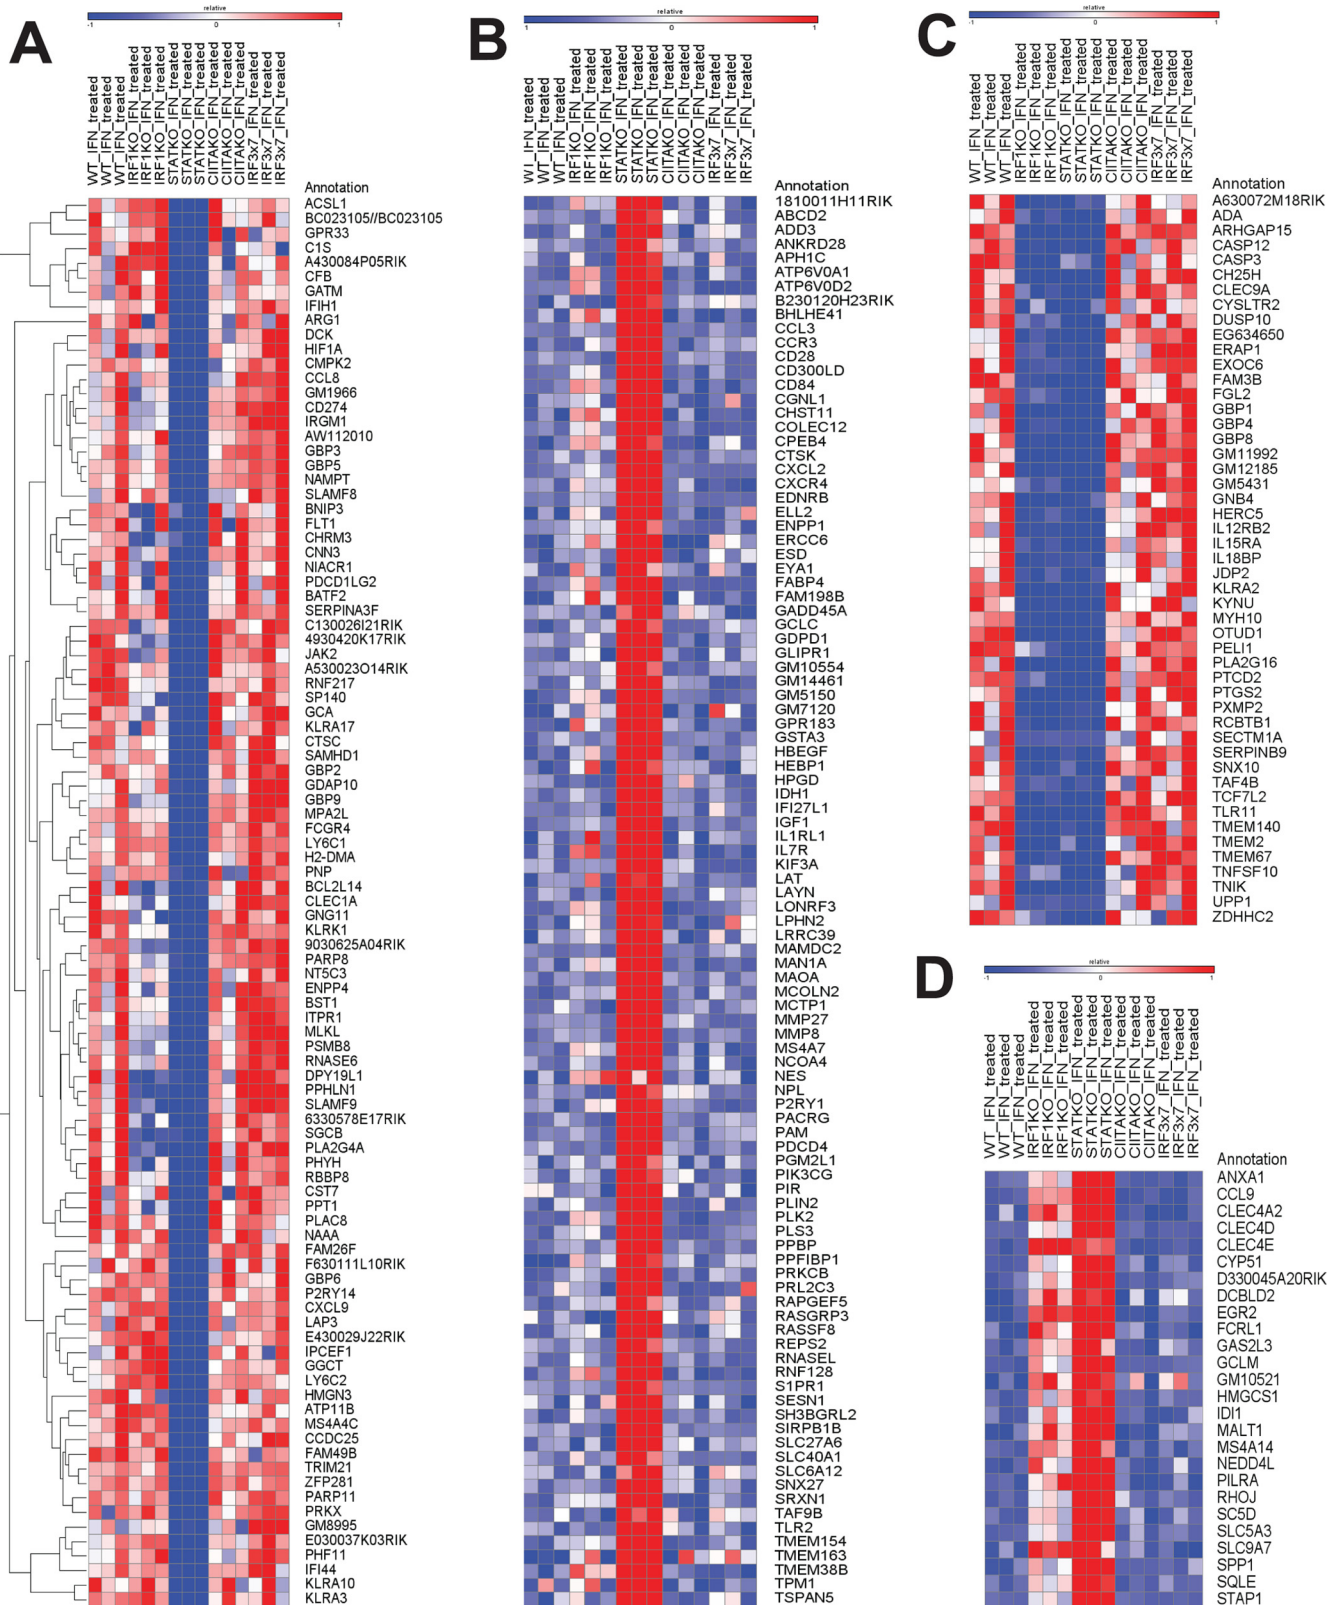 A
relative
-1
0
1
WT_IFN_treated
WT_IFN_treated
WT_IFN_treated
IRF1KO_IFN_treated
IRF1KO_IFN_treated
IRF1KO_IFN_treated
STATKO_IFN_treated
STATKO_IFN_treated
STATKO_IFN_treated
CIITAKO_IFN_treated
CIITAKO_IFN_treated
CIITAKO_IFN_treated
IRF3x7_IFN_treated
IRF3x7_IFN_treated
IRF3x7_IFN_treated
Annotation
ACSL1
BC023105//BC023105
GPR33
C1S
A430084P05RIK
CFB
GATM
IFIH1
ARG1
DCK
HIF1A
CMPK2
CCL8
GM1966
CD274
IRGM1
AW112010
GBP3
GBP5
NAMPT
SLAMF8
BNIP3
FLT1
CHRM3
CNN3
NIACR1
PDCD1LG2
BATF2
SERPINA3F
C130026I21RIK
4930420K17RIK
JAK2
A530023O14RIK
RNF217
SP140
GCA
KLRA17
CTSC
SAMHD1
GBP2
GDAP10
GBP9
MPA2L
FCGR4
LY6C1
H2-DMA
PNP
BCL2L14
CLEC1A
GNG11
KLRK1
9030625A04RIK
PARP8
NT5C3
ENPP4
BST1
ITPR1
MLKL
PSMB8
RNASE6
DPY19L1
PPHLN1
SLAMF9
6330578E17RIK
SGCB
PLA2G4A
PHYH
RBBP8
CST7
PPT1
PLAC8
NAAA
FAM26F
F630111L10RIK
GBP6
P2RY14
CXCL9
LAP3
E430029J22RIK
IPCEF1
GGCT
LY6C2
HMGN3
ATP11B
MS4A4C
CCDC25
FAM49B
TRIM21
ZFP281
PARP11
PRKX
GM8995
E030037K03RIK
PHF11
IFI44
KLRA10
KLRA3
B
relative
1
0
1
WT_IFN_treated
WT_IFN_treated
WT_IFN_treated
IRF1KO_IFN_treated
IRF1KO_IFN_treated
IRF1KO_IFN_treated
STATKO_IFN_treated
STATKO_IFN_treated
STATKO_IFN_treated
CIITAKO_IFN_treated
CIITAKO_IFN_treated
CIITAKO_IFN_treated
IRF3x7_IFN_treated
IRF3x7_IFN_treated
IRF3x7_IFN_treated
Annotation
1810011H11RIK
ABCD2
ADD3
ANKRD28
APH1C
ATP6V0A1
ATP6V0D2
B230120H23RIK
BHLHE41
CCL3
CCR3
CD28
CD300LD
CD84
CGNL1
CHST11
COLEC12
CPEB4
CTSK
CXCL2
CXCR4
EDNRB
ELL2
ENPP1
ERCC6
ESD
EYA1
FABP4
FAM198B
GADD45A
GCLC
GDPD1
GLIPR1
GM10554
GM14461
GM5150
GM7120
GPR183
GSTA3
HBEGF
HEBP1
HPGD
IDH1
IFI27L1
IGF1
IL1RL1
IL7R
KIF3A
LAT
LAYN
LONRF3
LPHN2
LRRC39
MAMDC2
MAN1A
MAOA
MCOLN2
MCTP1
MMP27
MMP8
MS4A7
NCOA4
NES
NPL
P2RY1
PACRG
PAM
PDCD4
PGM2L1
PIK3CG
PIR
PLIN2
PLK2
PLS3
PPBP
PPFIBP1
PRKCB
PRL2C3
RAPGEF5
RASGRP3
RASSF8
REPS2
RNASEL
RNF128
S1PR1
SESN1
SH3BGRL2
SIRPB1B
SLC27A6
SLC40A1
SLC6A12
SNX27
SRXN1
TAF9B
TLR2
TMEM154
TMEM163
TMEM38B
TPM1
TSPAN5
C
relative
-1
0
1
WT_IFN_treated
WT_IFN_treated
WT_IFN_treated
IRF1KO_IFN_treated
IRF1KO_IFN_treated
IRF1KO_IFN_treated
STATKO_IFN_treated
STATKO_IFN_treated
STATKO_IFN_treated
CIITAKO_IFN_treated
CIITAKO_IFN_treated
CIITAKO_IFN_treated
IRF3x7_IFN_treated
IRF3x7_IFN_treated
IRF3x7_IFN_treated
Annotation
A630072M18RIK
ADA
ARHGAP15
CASP12
CASP3
CH25H
CLEC9A
CYSLTR2
DUSP10
EG634650
ERAP1
EXOC6
FAM3B
FGL2
GBP1
GBP4
GBP8
GM11992
GM12185
GM5431
GNB4
HERC5
IL12RB2
IL15RA
IL18BP
JDP2
KLRA2
KYNU
MYH10
OTUD1
PELI1
PLA2G16
PTCD2
PTGS2
PXMP2
RCBTB1
SECTM1A
SERPINB9
SNX10
TAF4B
TCF7L2
TLR11
TMEM140
TMEM2
TMEM67
TNFSF10
TNIK
UPP1
ZDHHC2
D
relative
-1
0
1
WT_IFN_treated
WT_IFN_treated
WT_IFN_treated
IRF1KO_IFN_treated
IRF1KO_IFN_treated
IRF1KO_IFN_treated
STATKO_IFN_treated
STATKO_IFN_treated
STATKO_IFN_treated
CIITAKO_IFN_treated
CIITAKO_IFN_treated
CIITAKO_IFN_treated
IRF3x7_IFN_treated
IRF3x7_IFN_treated
IRF3x7_IFN_treated
Annotation
ANXA1
CCL9
CLEC4A2
CLEC4D
CLEC4E
CYP51
D330045A20RIK
DCBLD2
EGR2
FCRL1
GAS2L3
GCLM
GM10521
HMGCS1
IDI1
MALT1
MS4A14
NEDD4L
PILRA
RHOJ
SC5D
SLC5A3
SLC9A7
SPP1
SQLE
STAP1